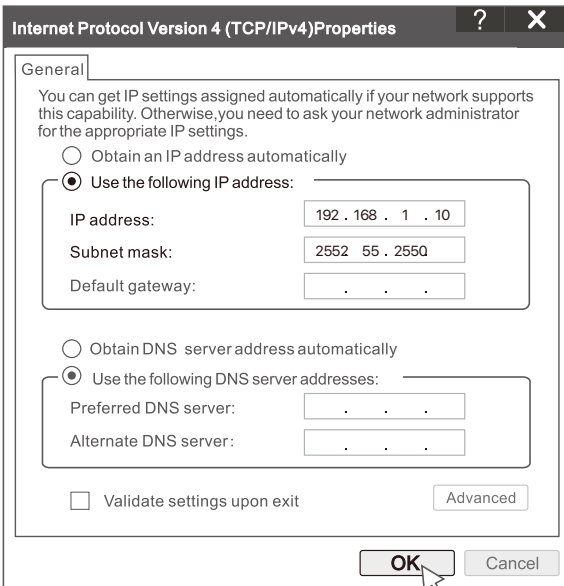 Internet Protocol Version 4 (TCP/IPv4)Properties ? X
General
You can get IP settings assigned automatically if your network supports
this capability. Otherwise,you need to ask your network administrator
for the appropriate IP settings.
Obtain an IP address automatically
Use the following IP address:
IP address: 192 . 168 . 1 . 10
Subnet mask: 2552 55 . 2550.
Default gateway: . . .
Obtain DNS server address automatically
Use the following DNS server addresses:
Preferred DNS server: . . .
Alternate DNS server: . . .
Validate settings upon exit Advanced
OK Cancel